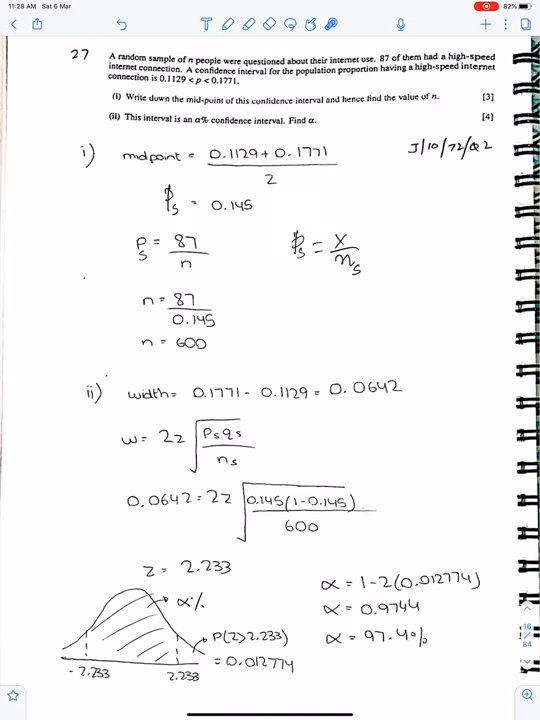 11:28 AM Sat 6 Mar
82%
27
A random sample of n people were questioned about their internet use. 87 of them had a high-speed
internet connection. A confidence interval for the population proportion having a high-speed internet
connection is 0.1129 < p < 0.1771.
(i) Write down the mid-point of this confidence interval and hence find the value of n. [3]
(ii) This interval is an α% confidence interval. Find α. [4]
J/10/72/Q2
i) midpoint = 0.1129 + 0.1771
2
Ps = 0.145
Ps = 87
n
Ps = X
ns
n = 87
0.145
n = 600
ii) width = 0.1771 - 0.1129 = 0.0642
w = 2z √ Ps qs
ns
0.0642 = 2z √ 0.145(1-0.145)
600
z = 2.233
α%
P(Z>2.233)
= 0.012774
-2.233
2.233
α = 1-2(0.012774)
α = 0.9744
α = 97.4%
16
84